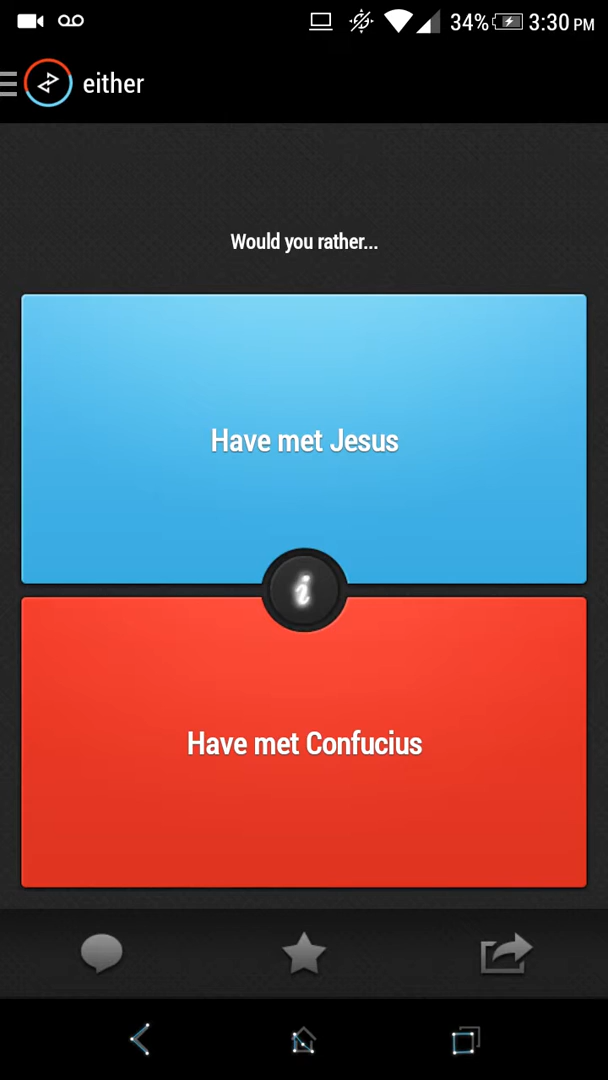 34% 3:30 PM
either
Would you rather...
Have met Jesus
i
Have met Confucius